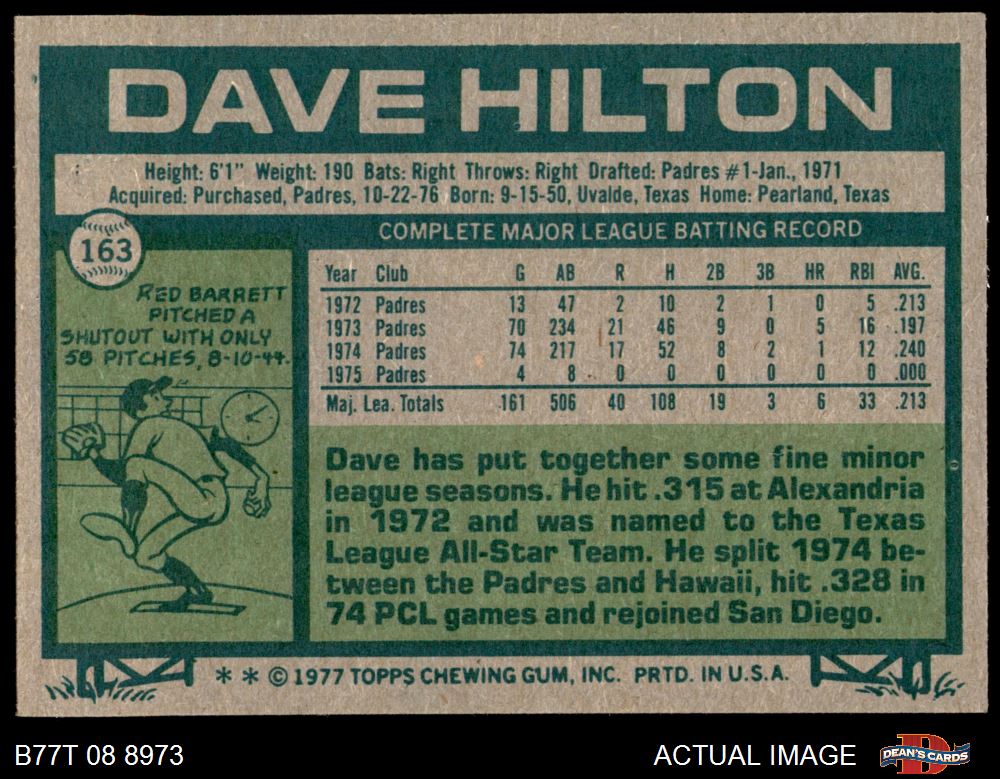 DAVE HILTON
Height: 6'1" Weight: 190 Bats: Right Throws: Right Drafted: Padres #1-Jan., 1971
Acquired: Purchased, Padres, 10-22-76 Born: 9-15-50, Uvalde, Texas Home: Pearland, Texas
163
RED BARRETT
PITCHED A
SHUTOUT WITH ONLY
58 PITCHES, 8-10-44.
COMPLETE MAJOR LEAGUE BATTING RECORD
Year Club G AB R H 2B 3B HR RBI AVG.
1972 Padres 13 47 2 10 2 1 0 5 .213
1973 Padres 70 234 21 46 9 0 5 16 .197
1974 Padres 74 217 17 52 8 2 1 12 .240
1975 Padres 4 8 0 0 0 0 0 0 .000
Maj. Lea. Totals 161 506 40 108 19 3 6 33 .213
Dave has put together some fine minor
league seasons. He hit .315 at Alexandria
in 1972 and was named to the Texas
League All-Star Team. He split 1974 be-
tween the Padres and Hawaii, hit .328 in
74 PCL games and rejoined San Diego.
* * © 1977 TOPPS CHEWING GUM, INC. PRTD. IN U.S.A.
B77T 08 8973
ACTUAL IMAGE
D
DEAN'S CARDS